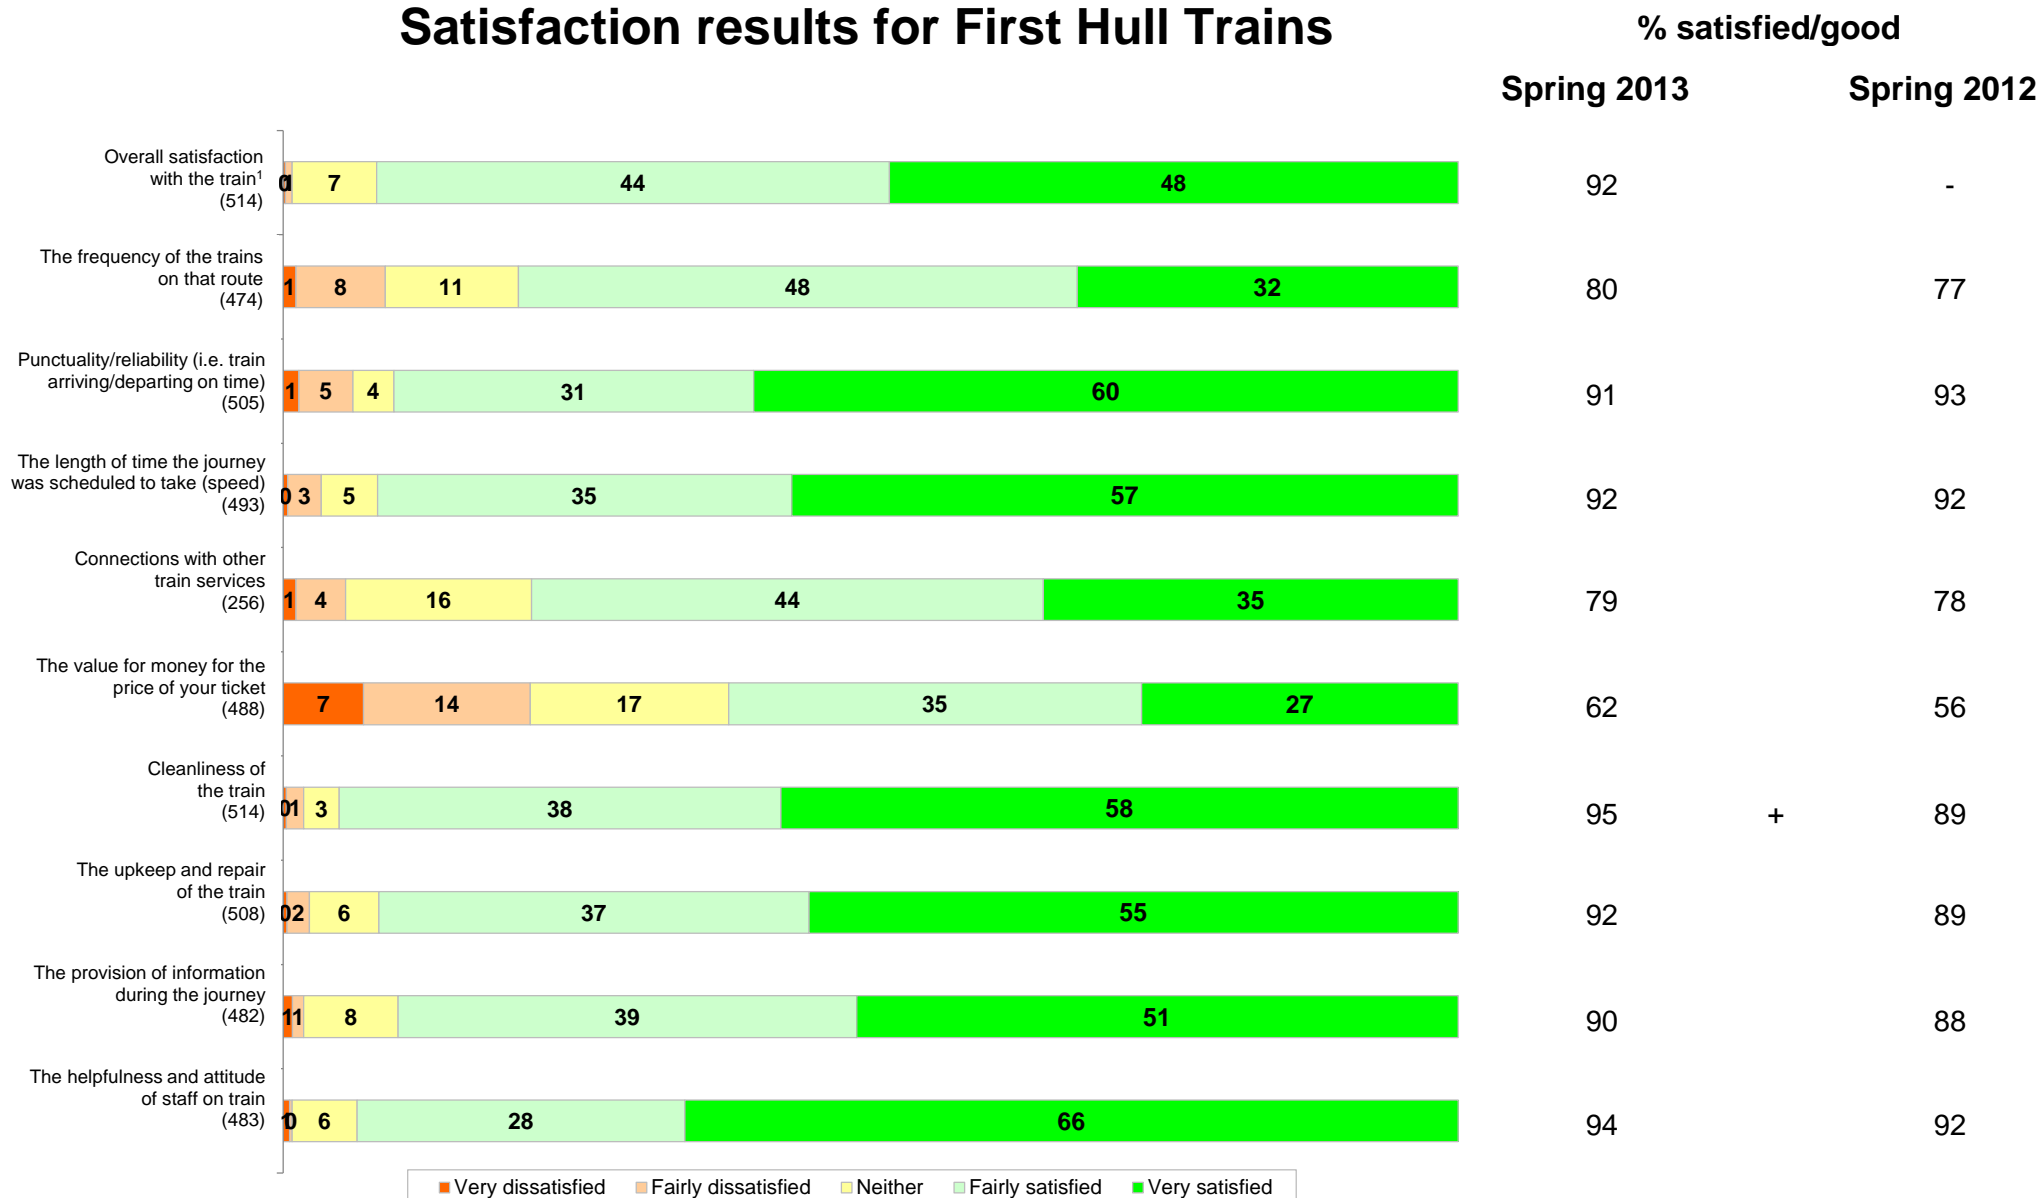 Satisfaction results for First Hull Trains
% satisfied/good
Spring 2013 Spring 2012
Overall satisfaction
with the train¹
(514)
0 1 7 44 48 92 -
The frequency of the trains
on that route
(474)
1 8 11 48 32 80 77
Punctuality/reliability (i.e. train
arriving/departing on time)
(505)
1 5 4 31 60 91 93
The length of time the journey
was scheduled to take (speed)
(493)
0 3 5 35 57 92 92
Connections with other
train services
(256)
1 4 16 44 35 79 78
The value for money for the
price of your ticket
(488)
7 14 17 35 27 62 56
Cleanliness of
the train
(514)
0 1 3 38 58 95 + 89
The upkeep and repair
of the train
(508)
0 2 6 37 55 92 89
The provision of information
during the journey
(482)
1 1 8 39 51 90 88
The helpfulness and attitude
of staff on train
(483)
1 0 6 28 66 94 92
Very dissatisfied Fairly dissatisfied Neither Fairly satisfied Very satisfied